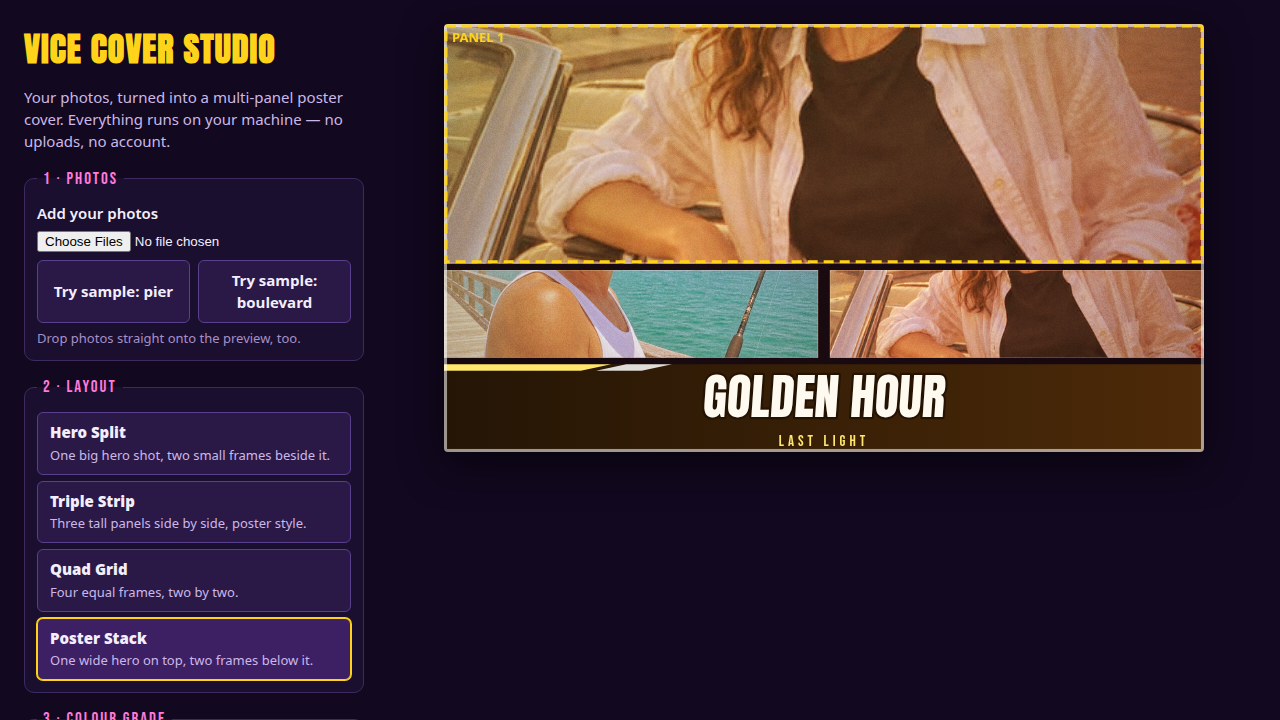 VICE COVER STUDIO
Your photos, turned into a multi-panel poster
cover. Everything runs on your machine — no
uploads, no account.
1 · PHOTOS
Add your photos
Choose Files No file chosen
Try sample: pier
Try sample:
boulevard
Drop photos straight onto the preview, too.
2 · LAYOUT
Hero Split
One big hero shot, two small frames beside it.
Triple Strip
Three tall panels side by side, poster style.
Quad Grid
Four equal frames, two by two.
Poster Stack
One wide hero on top, two frames below it.
3 · COLOUR GRADE
PANEL 1
GOLDEN HOUR
LAST LIGHT